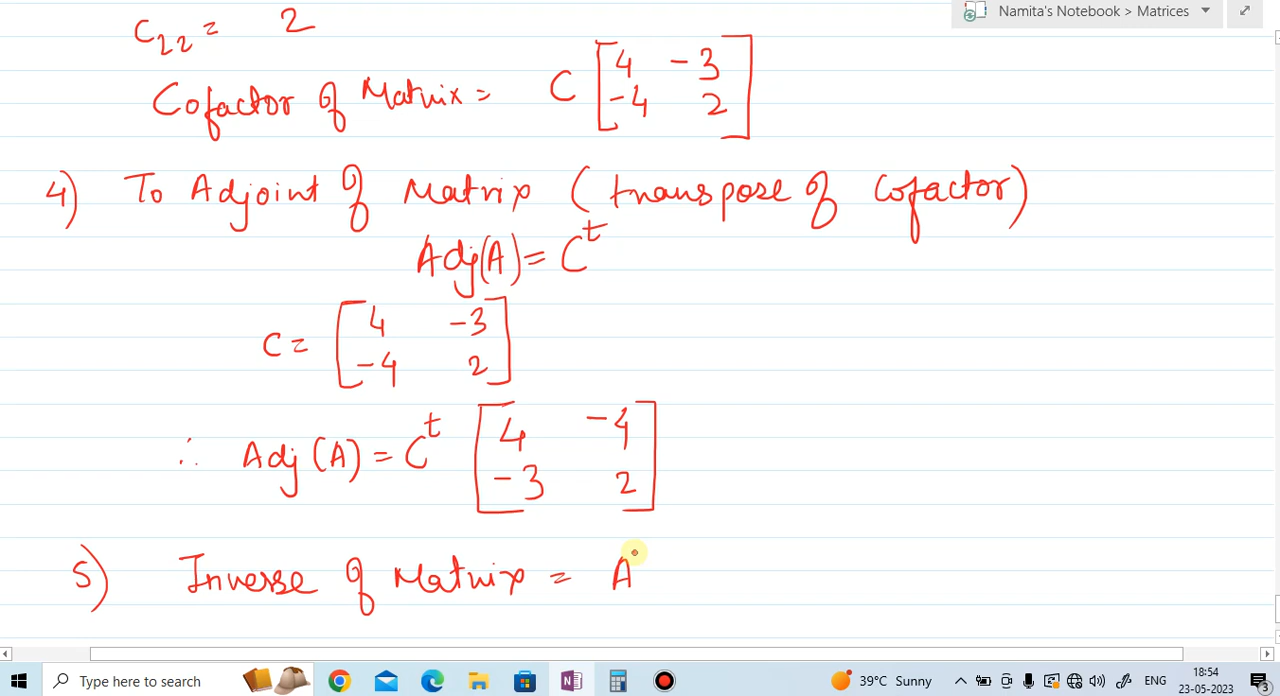 Namita's Notebook > Matrices
C22 = 2
Cofactor of Matrix = C [4 -3
-4 2]
4) To Adjoint of Matrix (transpose of Cofactor)
Adj(A) = C^t
C = [4 -3
-4 2]
∴ Adj(A) = C^t [4 -4
-3 2]
5) Inverse of Matrix = A
Type here to search
39°C Sunny
ENG
18:54
23-05-2023
3